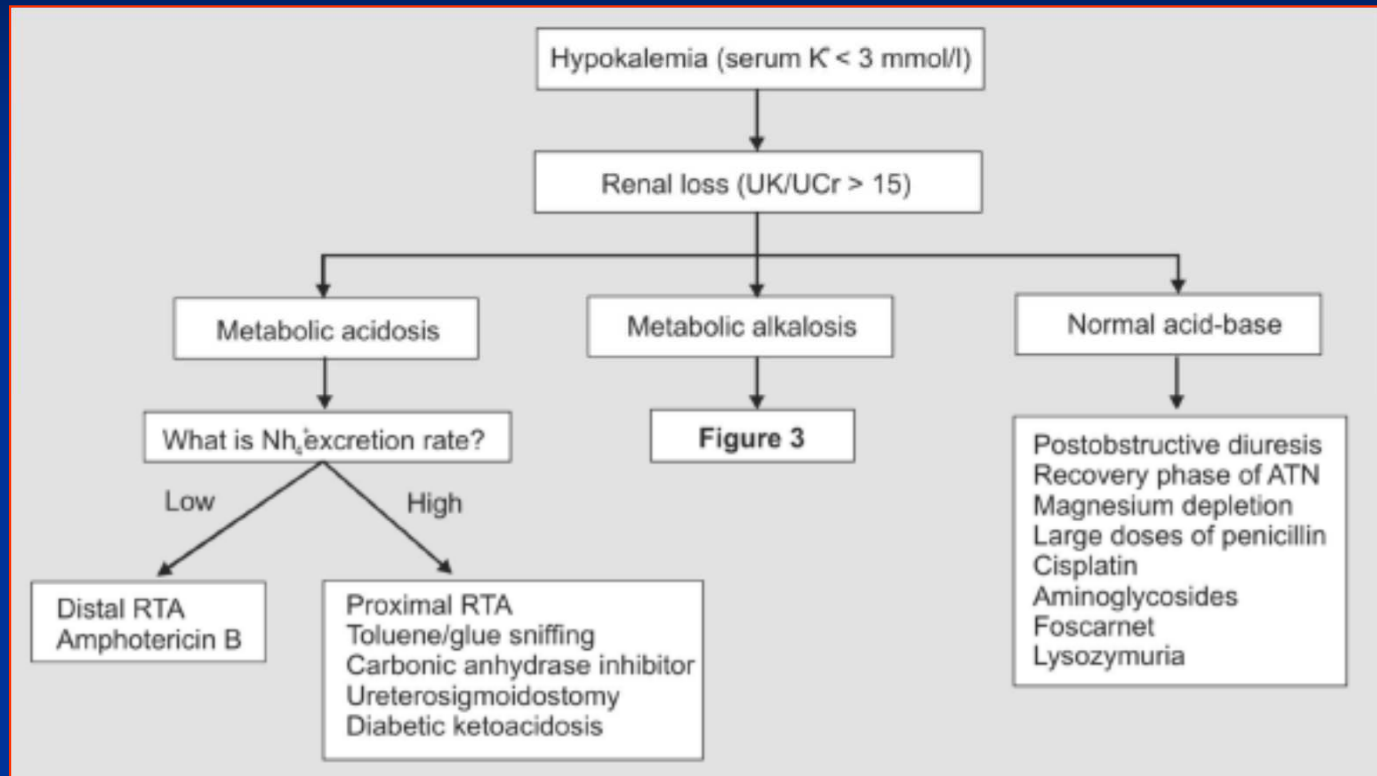 Hypokalemia (serum K⁺ < 3 mmol/l)
Renal loss (UK/UCr > 15)
Metabolic acidosis
Metabolic alkalosis
Normal acid-base
What is Nh₄⁺ excretion rate?
Figure 3
Low
High
Distal RTA
Amphotericin B
Proximal RTA
Toluene/glue sniffing
Carbonic anhydrase inhibitor
Ureterosigmoidostomy
Diabetic ketoacidosis
Postobstructive diuresis
Recovery phase of ATN
Magnesium depletion
Large doses of penicillin
Cisplatin
Aminoglycosides
Foscarnet
Lysozymuria